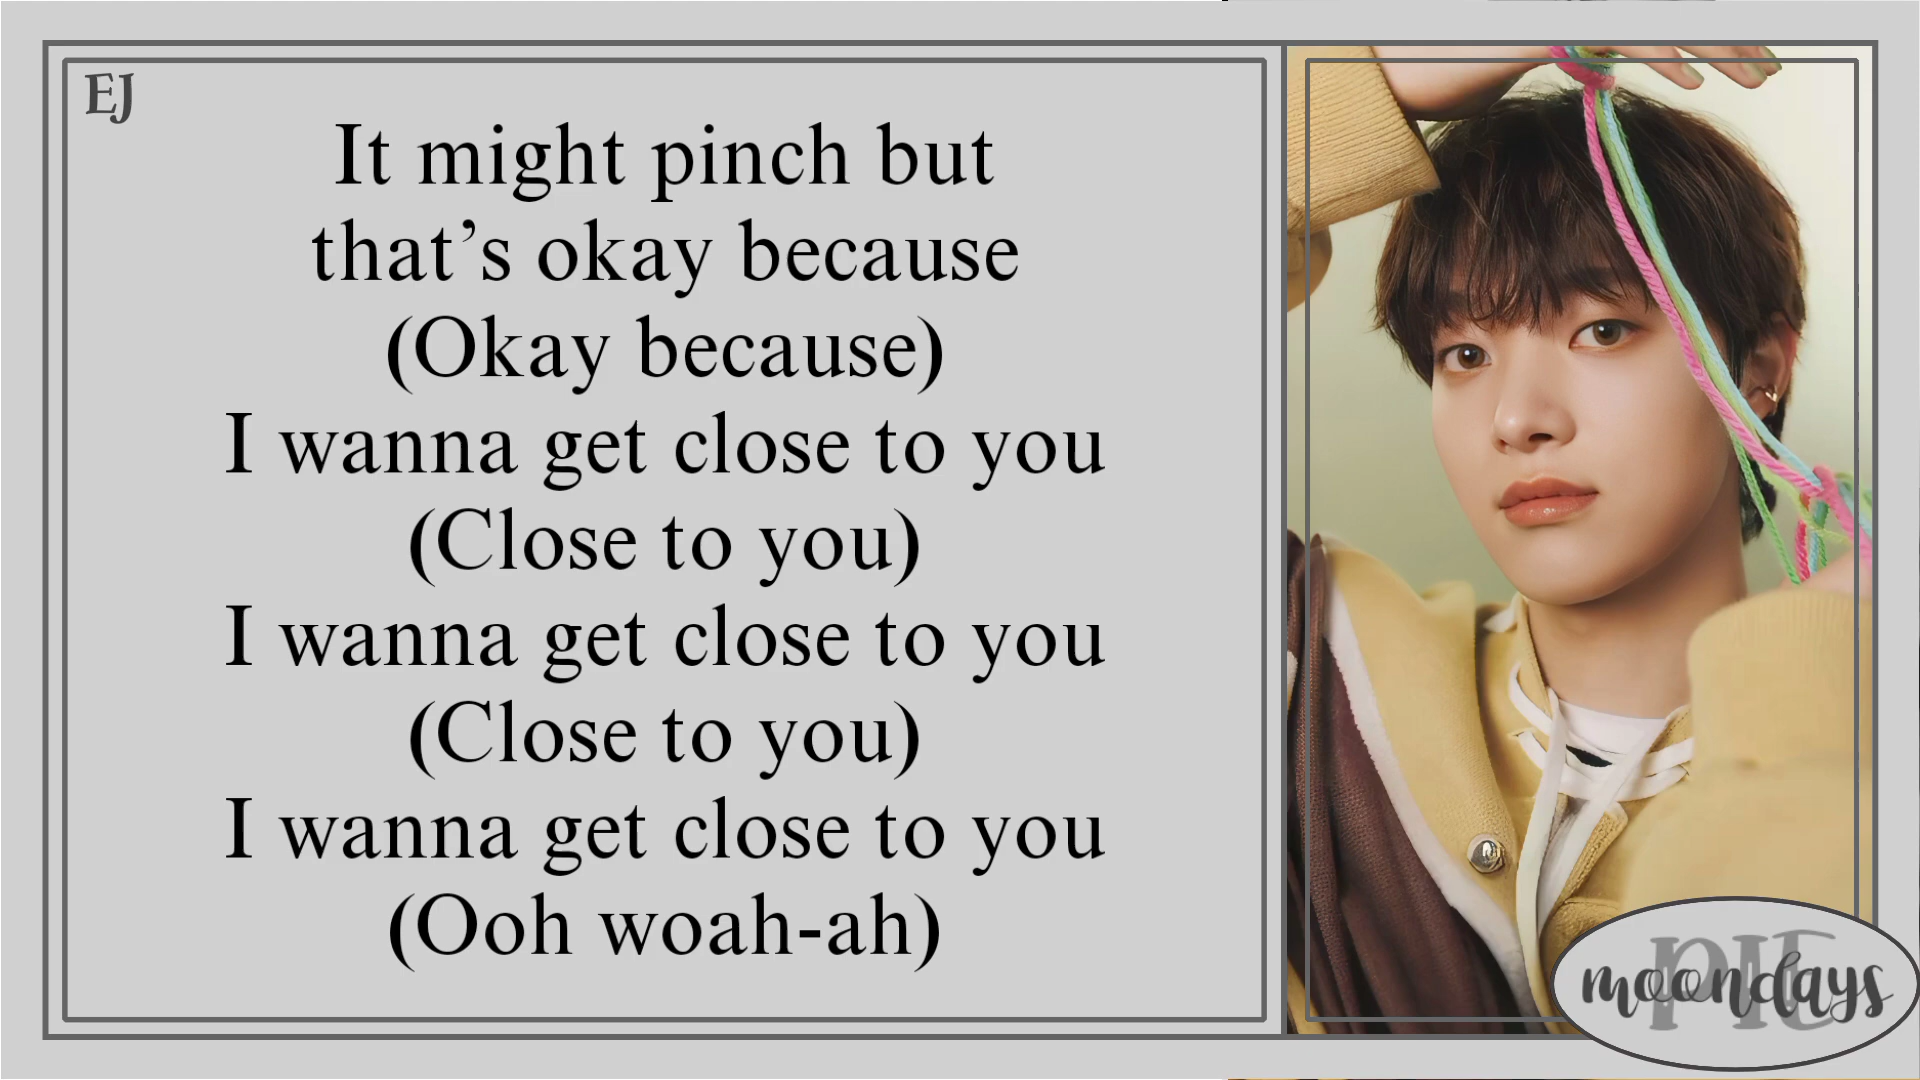 EJ
It might pinch but
that’s okay because
(Okay because)
I wanna get close to you
(Close to you)
I wanna get close to you
(Close to you)
I wanna get close to you
(Ooh woah-ah)
moondays